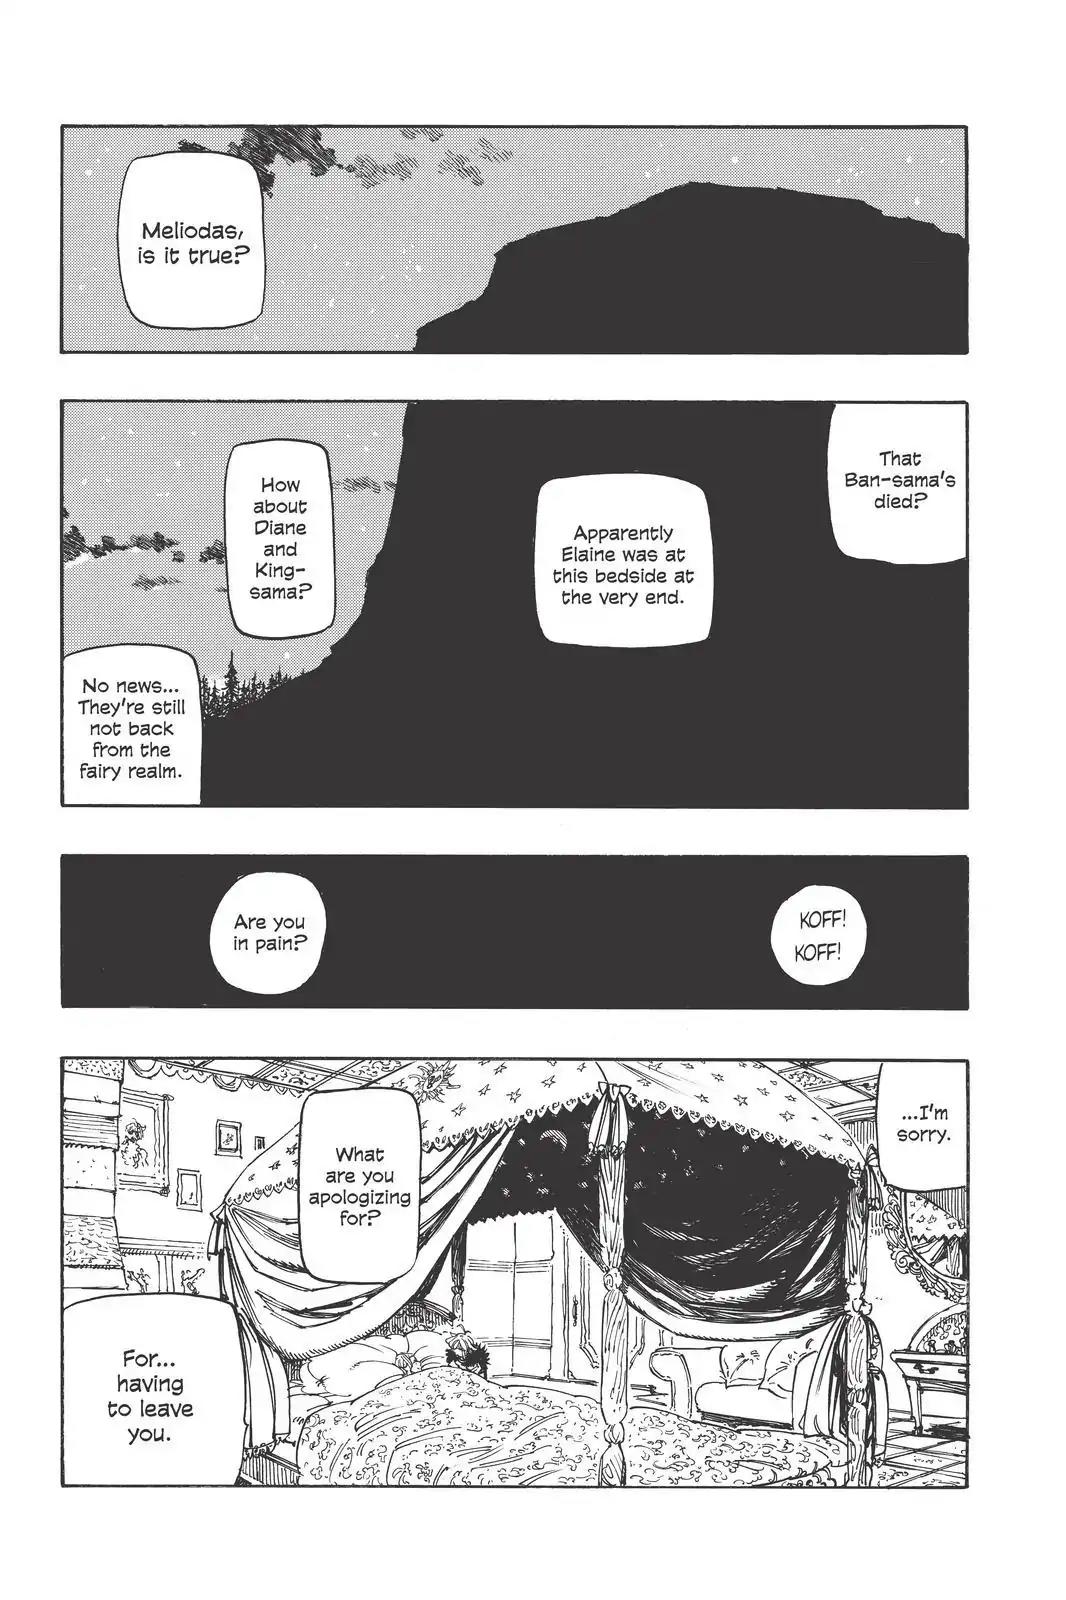 Meliodas,
is it true?
That
Ban-sama's
died?
Apparently
Elaine was at
this bedside at
the very end.
How
about
Diane
and
King-
sama?
No news...
They're still
not back
from the
fairy realm.
KOFF!
KOFF!
Are you
in pain?
...I'm
sorry.
What
are you
apologizing
for?
For...
having
to leave
you.